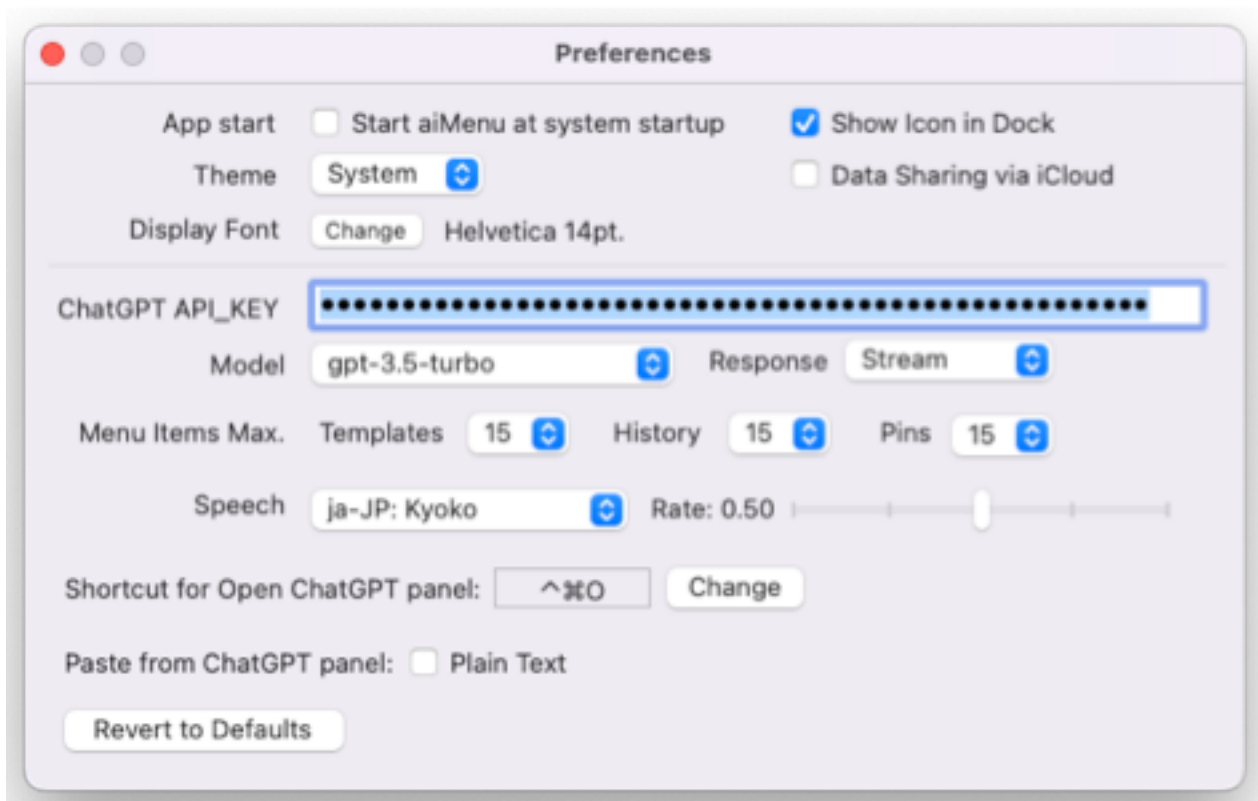 Preferences
App start Start aiMenu at system startup Show Icon in Dock
Theme System Data Sharing via iCloud
Display Font Change Helvetica 14pt.
ChatGPT API_KEY ••••••••••••••••••••••••••••••••••••••••••••••••••• 
Model gpt-3.5-turbo Response Stream
Menu Items Max. Templates 15 History 15 Pins 15
Speech ja-JP: Kyoko Rate: 0.50
Shortcut for Open ChatGPT panel: ^⌘O Change
Paste from ChatGPT panel: Plain Text
Revert to Defaults